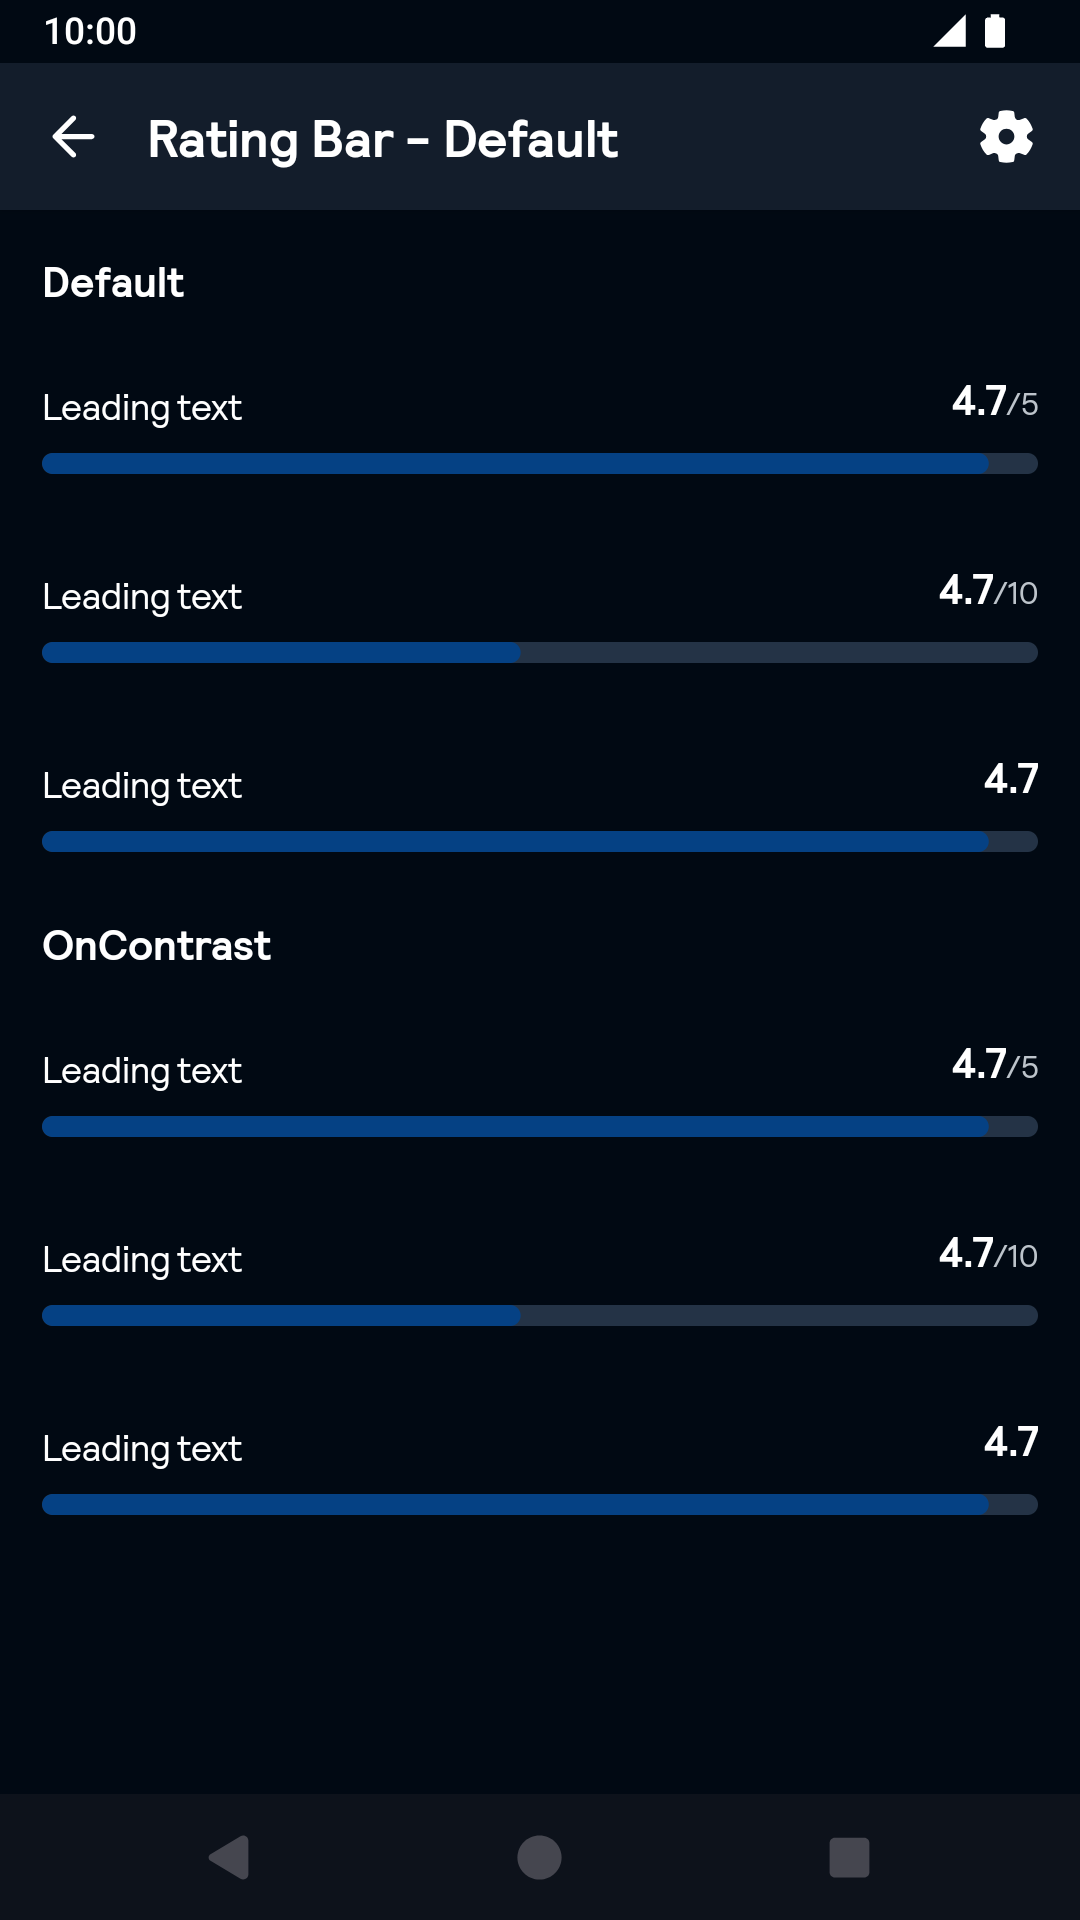 10:00
Rating Bar - Default
Default
Leading text 4.7/5
Leading text 4.7/10
Leading text 4.7
OnContrast
Leading text 4.7/5
Leading text 4.7/10
Leading text 4.7